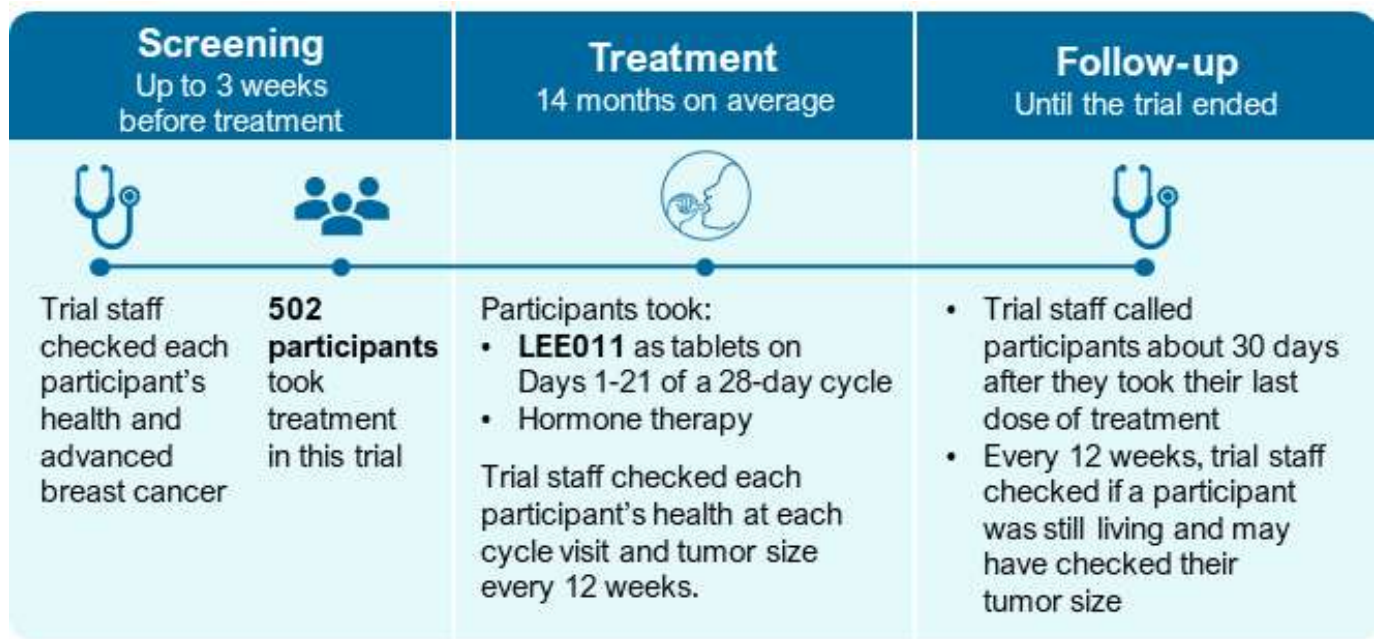 Screening
Up to 3 weeks
before treatment
Trial staff
checked each
participant's
health and
advanced
breast cancer
502
participants
took
treatment
in this trial
Treatment
14 months on average
Participants took:
• LEE011 as tablets on
Days 1-21 of a 28-day cycle
• Hormone therapy
Trial staff checked each
participant's health at each
cycle visit and tumor size
every 12 weeks.
Follow-up
Until the trial ended
• Trial staff called
participants about 30 days
after they took their last
dose of treatment
• Every 12 weeks, trial staff
checked if a participant
was still living and may
have checked their
tumor size